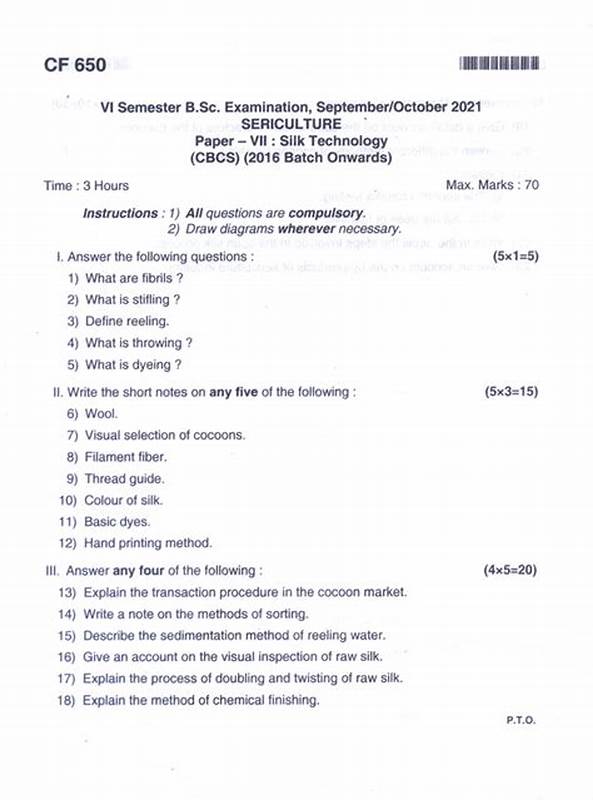 CF 650
VI Semester B.Sc. Examination, September/October 2021
SERICULTURE
Paper – VII : Silk Technology
(CBCS) (2016 Batch Onwards)
Time : 3 Hours Max. Marks : 70
Instructions : 1) All questions are compulsory.
2) Draw diagrams wherever necessary.
I. Answer the following questions : (5×1=5)
1) What are fibrils ?
2) What is stifling ?
3) Define reeling.
4) What is throwing ?
5) What is dyeing ?
II. Write the short notes on any five of the following : (5×3=15)
6) Wool.
7) Visual selection of cocoons.
8) Filament fiber.
9) Thread guide.
10) Colour of silk.
11) Basic dyes.
12) Hand printing method.
III. Answer any four of the following : (4×5=20)
13) Explain the transaction procedure in the cocoon market.
14) Write a note on the methods of sorting.
15) Describe the sedimentation method of reeling water.
16) Give an account on the visual inspection of raw silk.
17) Explain the process of doubling and twisting of raw silk.
18) Explain the method of chemical finishing.
P.T.O.